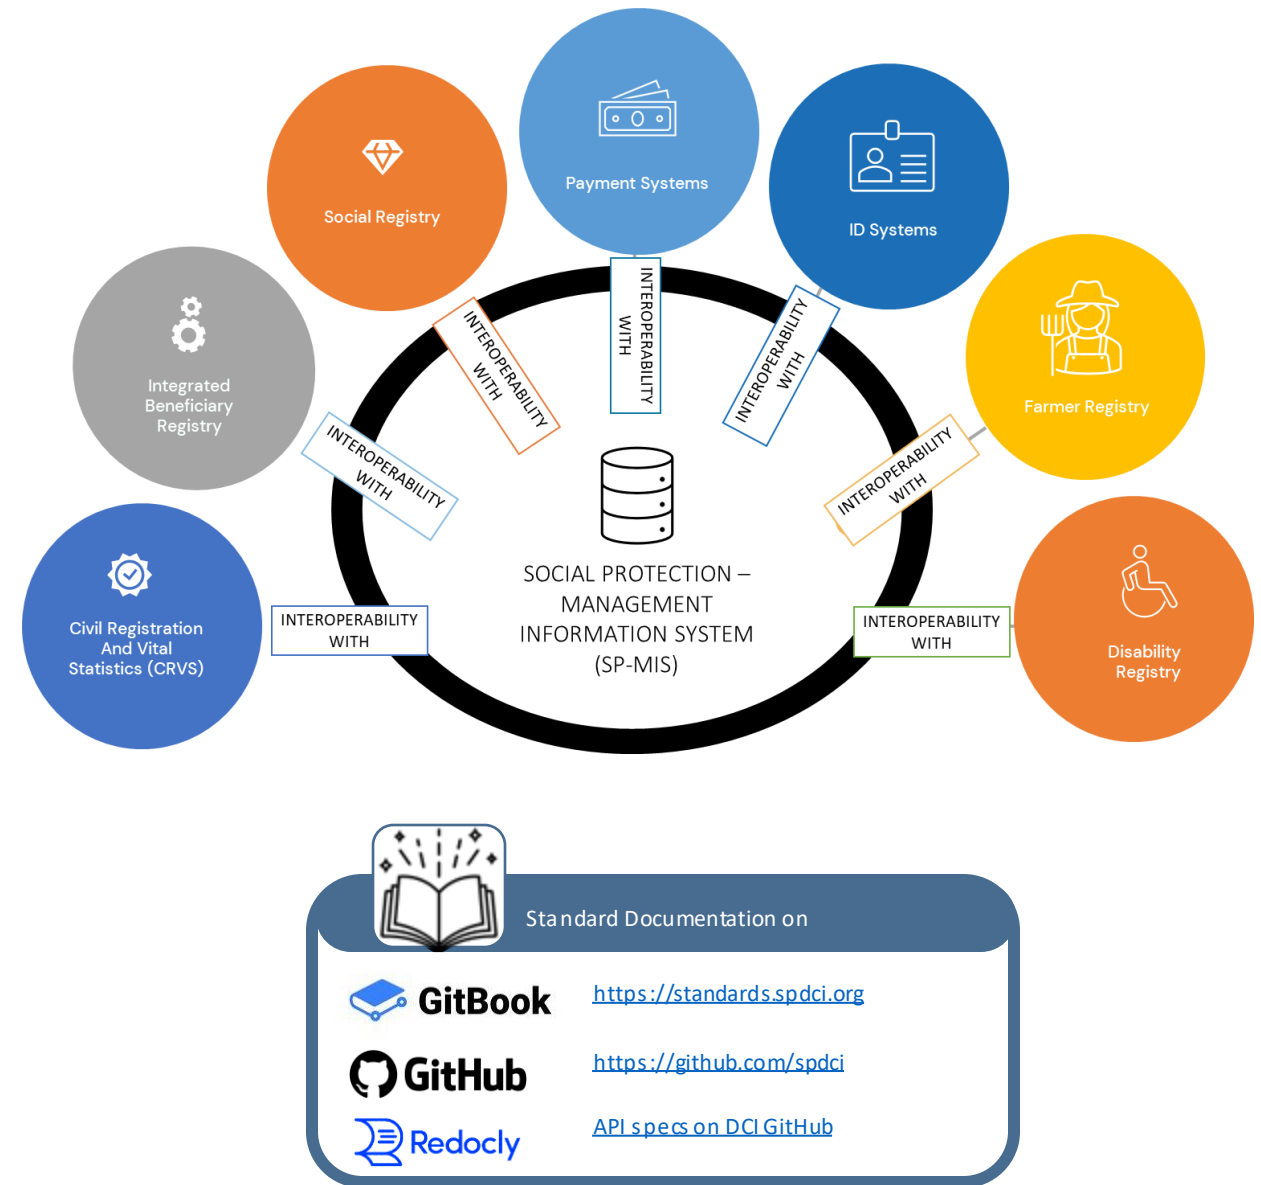 Payment Systems
Social Registry
ID Systems
Integrated
Beneficiary
Registry
Farmer Registry
Civil Registration
And Vital
Statistics (CRVS)
Disability
Registry
INTEROPERABILITY
WITH
INTEROPERABILITY
WITH
INTEROPERABILITY
WITH
INTEROPERABILITY
WITH
INTEROPERABILITY
WITH
INTEROPERABILITY
WITH
INTEROPERABILITY
WITH
SOCIAL PROTECTION –
MANAGEMENT
INFORMATION SYSTEM
(SP-MIS)
Standard Documentation on
GitBook
https://standards.spdci.org
GitHub
https://github.com/spdci
Redocly
API specs on DCI GitHub